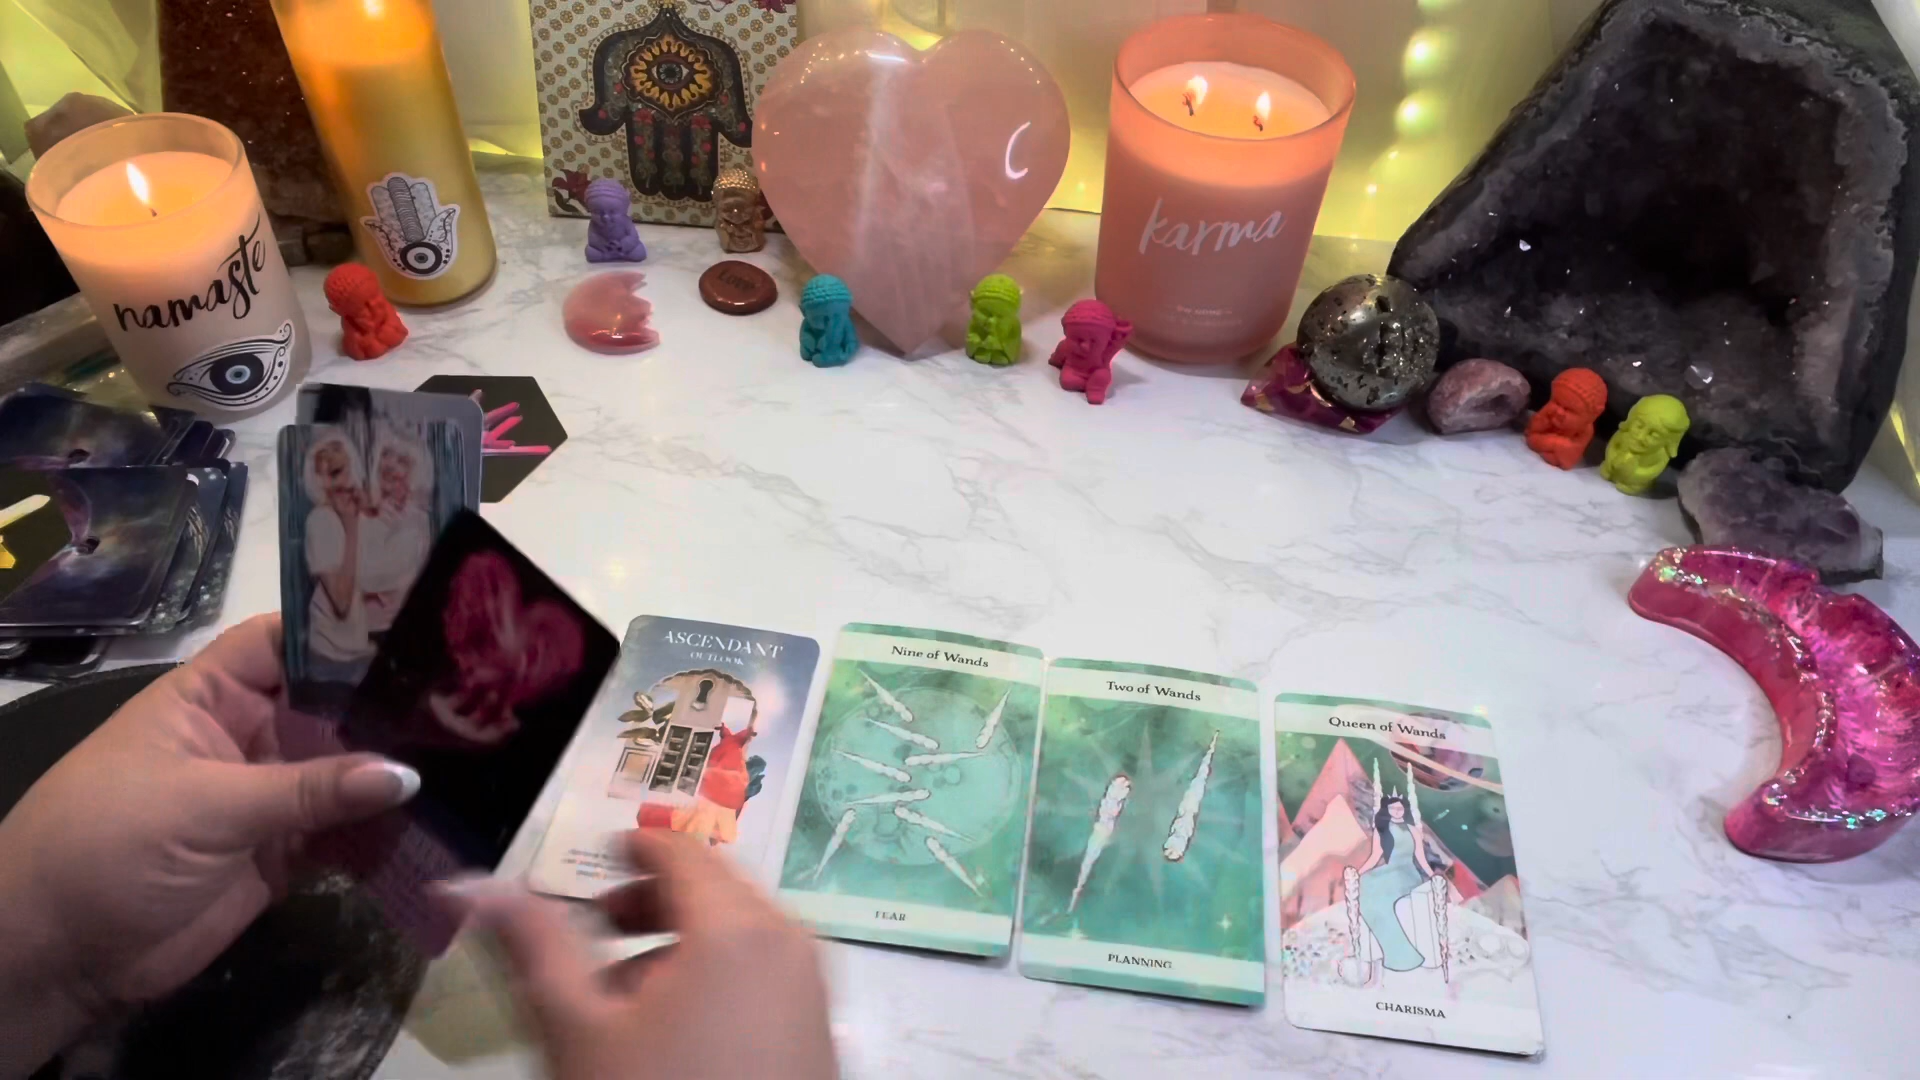 namaste
Love
karma
ASCENDANT
OUTLOOK
Nine of Wands
FEAR
Two of Wands
PLANNING
Queen of Wands
CHARISMA